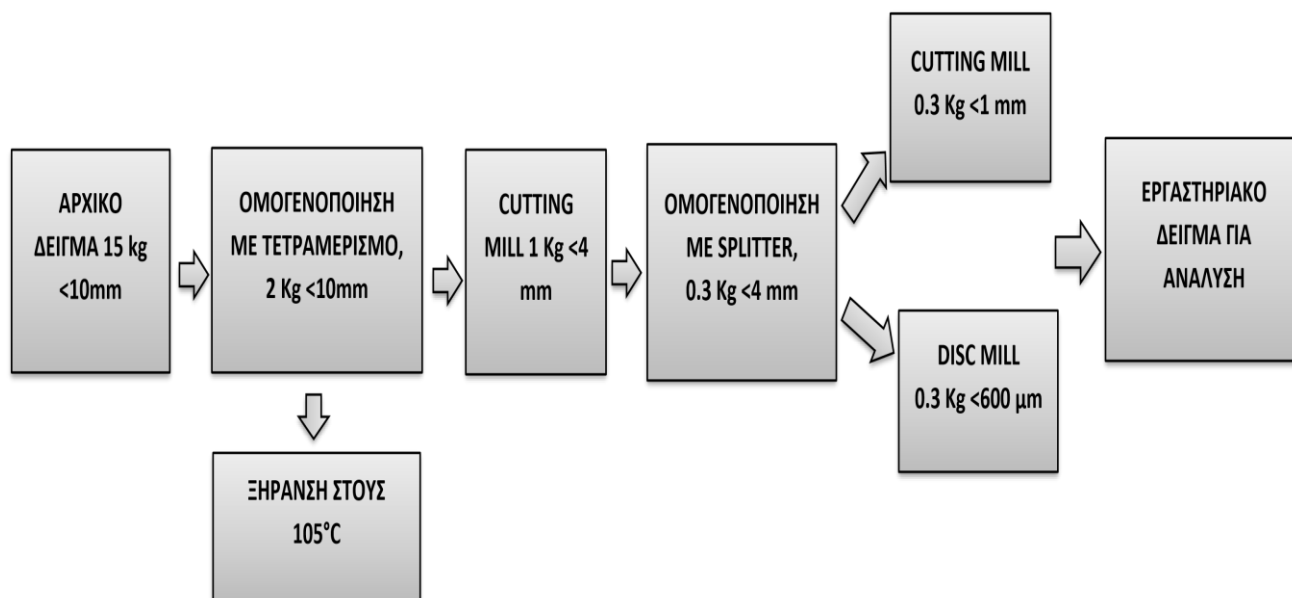 ΑΡΧΙΚΟ
ΔΕΙΓΜΑ 15 kg
<10mm
ΟΜΟΓΕΝΟΠΟΙΗΣΗ
ΜΕ ΤΕΤΡΑΜΕΡΙΣΜΟ,
2 Kg <10mm
ΞΗΡΑΝΣΗ ΣΤΟΥΣ
105°C
CUTTING
MILL 1 Kg <4
mm
ΟΜΟΓΕΝΟΠΟΙΗΣΗ
ΜΕ SPLITTER,
0.3 Kg <4 mm
CUTTING MILL
0.3 Kg <1 mm
DISC MILL
0.3 Kg <600 μm
ΕΡΓΑΣΤΗΡΙΑΚΟ
ΔΕΙΓΜΑ ΓΙΑ
ΑΝΑΛΥΣΗ